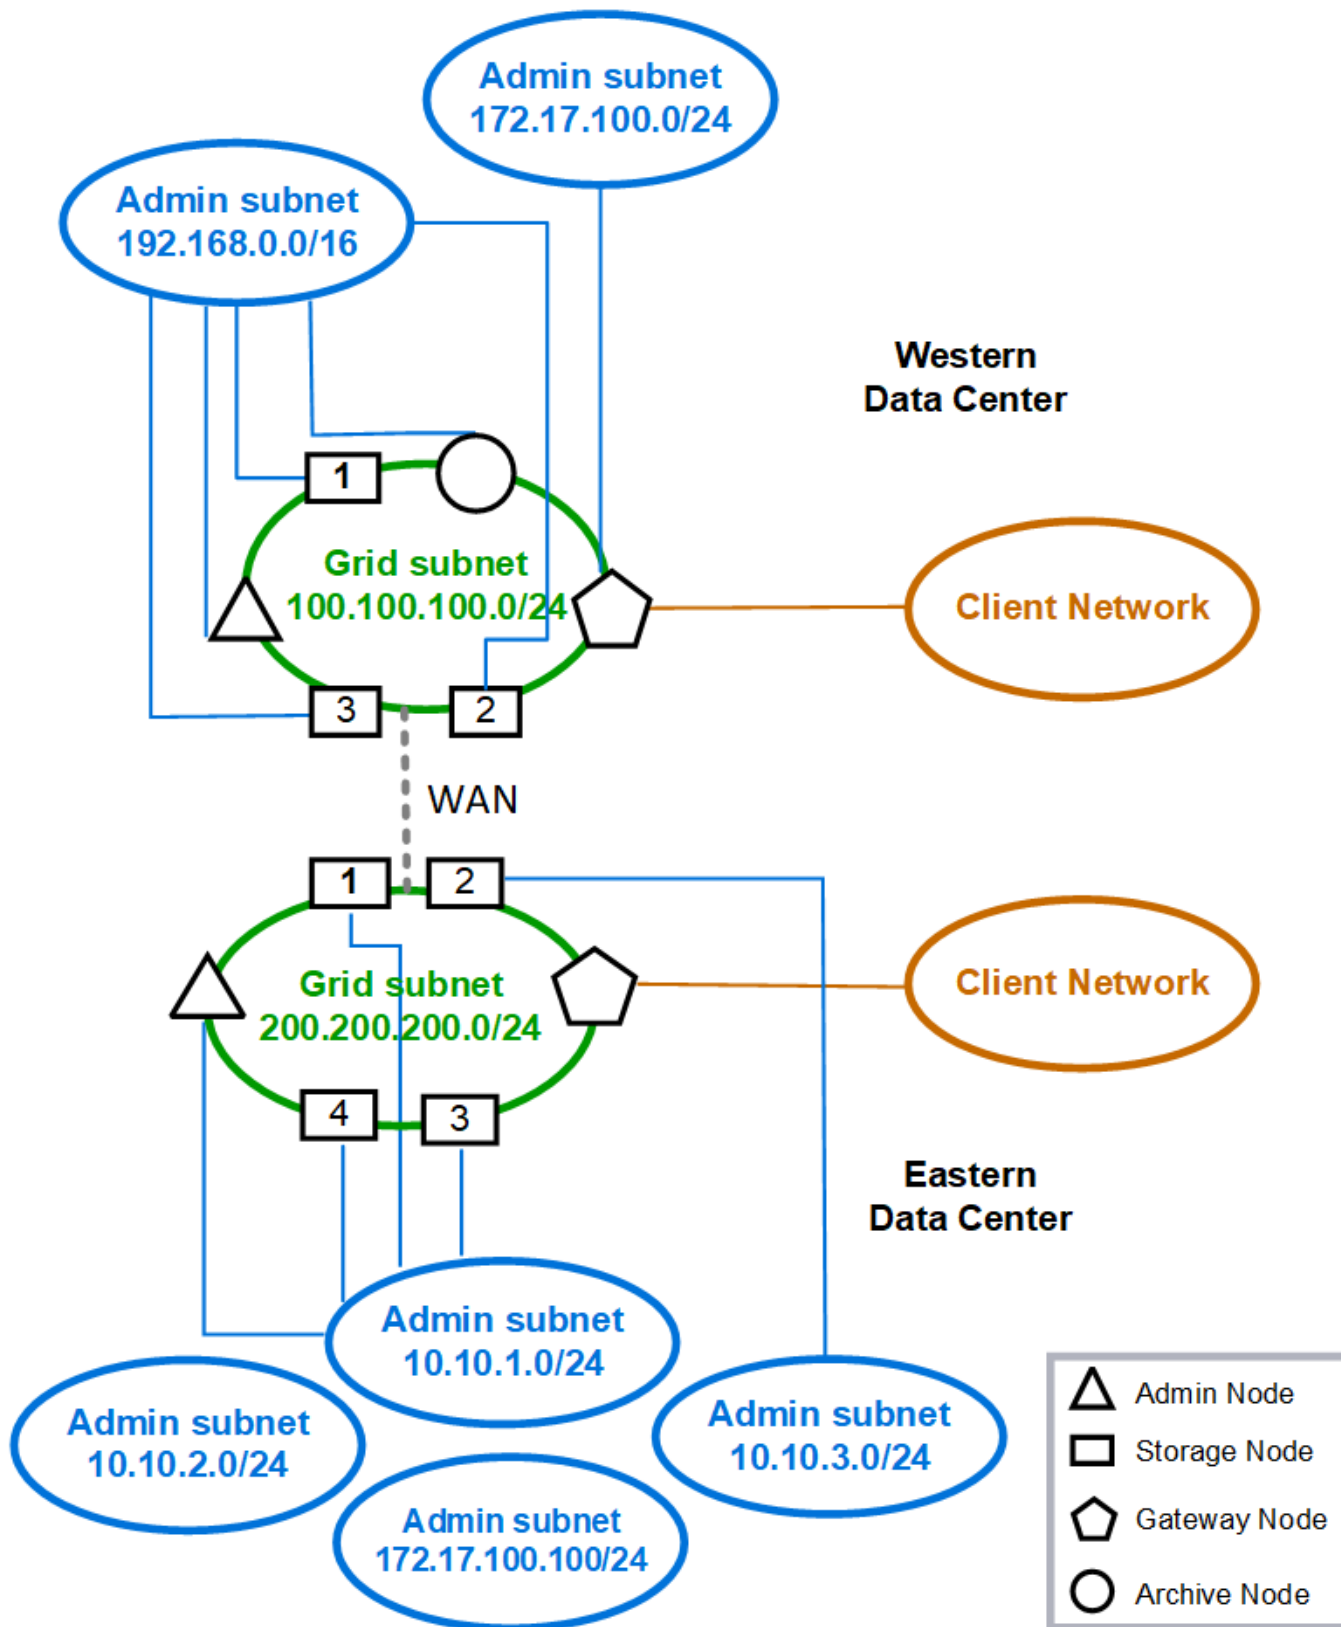 Admin subnet
172.17.100.0/24
Admin subnet
192.168.0.0/16
Western
Data Center
1
Grid subnet
100.100.100.0/24
Client Network
3
2
WAN
1
2
Grid subnet
200.200.200.0/24
Client Network
4
3
Eastern
Data Center
Admin subnet
10.10.1.0/24
Admin subnet
10.10.2.0/24
Admin subnet
10.10.3.0/24
Admin subnet
172.17.100.100/24
Admin Node
Storage Node
Gateway Node
Archive Node